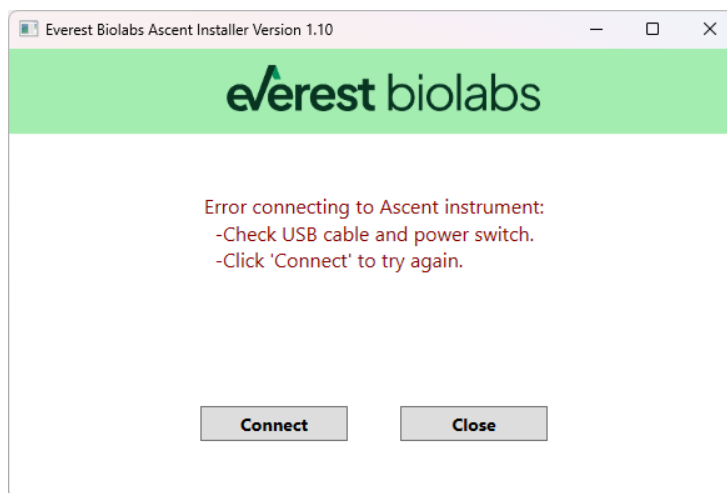 Everest Biolabs Ascent Installer Version 1.10
everest biolabs
Error connecting to Ascent instrument:
-Check USB cable and power switch.
-Click 'Connect' to try again.
Connect
Close